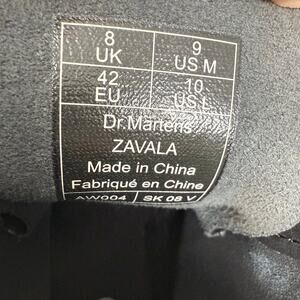 8 UK 9 US M
42 EU 10 US L
Dr.Martens
ZAVALA
Made in China
Fabriqué en Chine
AW004 SK 08 V